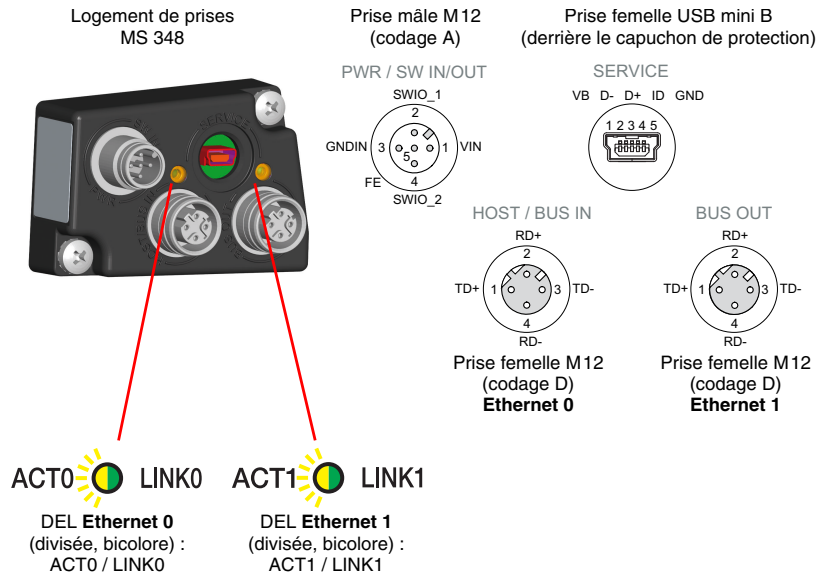 Logement de prises
MS 348
Prise mâle M12
(codage A)
Prise femelle USB mini B
(derrière le capuchon de protection)
PWR / SW IN/OUT
SWIO_1
2
GNDIN 3 5 1 VIN
FE 4
SWIO_2
SERVICE
VB D- D+ ID GND
1 2 3 4 5
SERVICE
HOST / BUS IN
RD+
2
TD+ 1 3 TD-
4
RD-
Prise femelle M12
(codage D)
Ethernet 0
BUS OUT
RD+
2
TD+ 1 3 TD-
4
RD-
Prise femelle M12
(codage D)
Ethernet 1
ACT0 LINK0
DEL Ethernet 0
(divisée, bicolore) :
ACT0 / LINK0
ACT1 LINK1
DEL Ethernet 1
(divisée, bicolore) :
ACT1 / LINK1